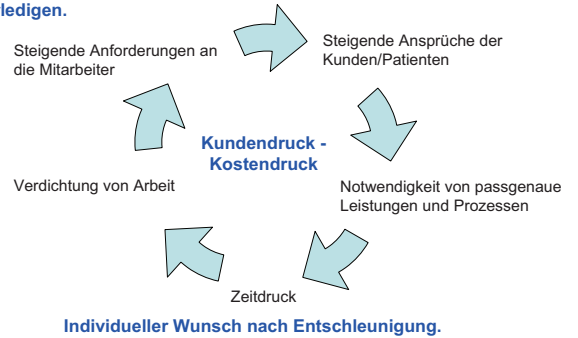 ledigen.
Steigende Anforderungen an
die Mitarbeiter
Steigende Ansprüche der
Kunden/Patienten
Kundendruck -
Kostendruck
Verdichtung von Arbeit
Notwendigkeit von passgenaue
Leistungen und Prozessen
Zeitdruck
Individueller Wunsch nach Entschleunigung.